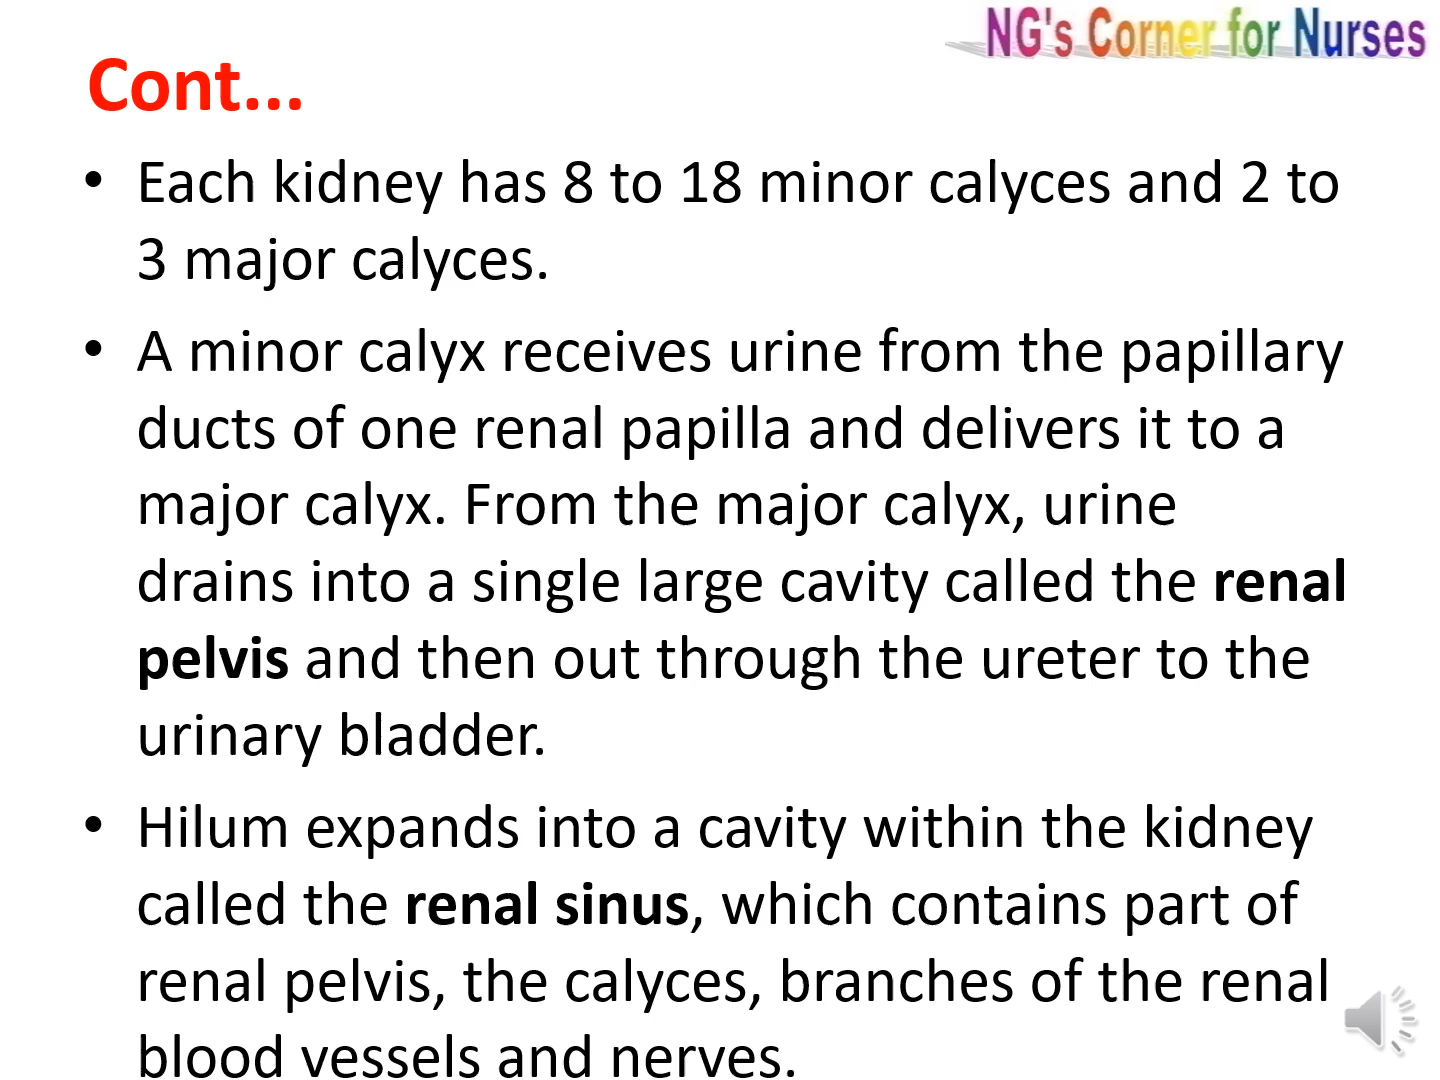 NG's Corner for Nurses
Cont...
• Each kidney has 8 to 18 minor calyces and 2 to
3 major calyces.
• A minor calyx receives urine from the papillary
ducts of one renal papilla and delivers it to a
major calyx. From the major calyx, urine
drains into a single large cavity called the renal
pelvis and then out through the ureter to the
urinary bladder.
• Hilum expands into a cavity within the kidney
called the renal sinus, which contains part of
renal pelvis, the calyces, branches of the renal
blood vessels and nerves.